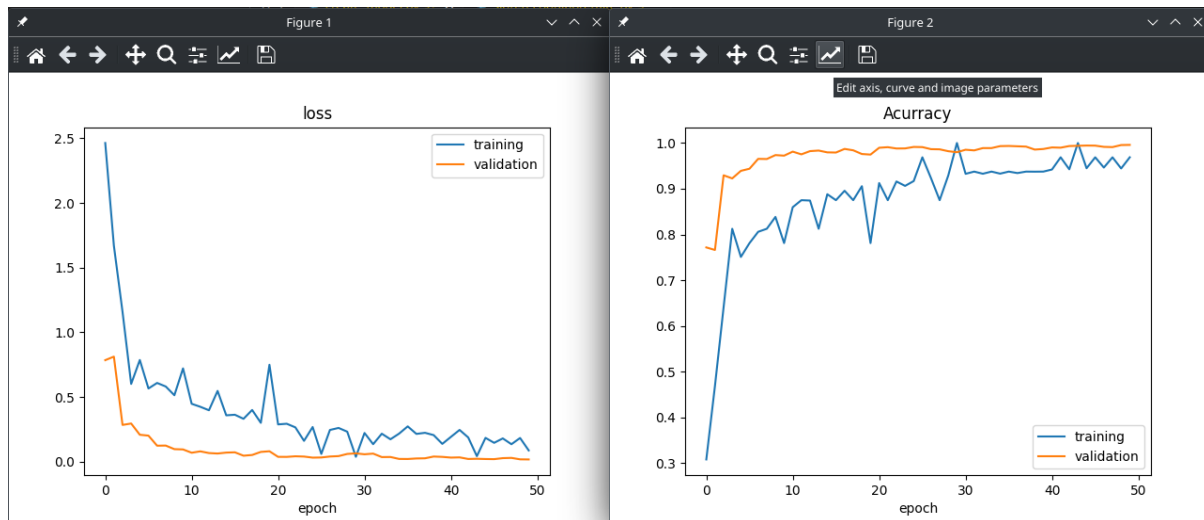 Figure 1
loss
training
validation
2.5
2.0
1.5
1.0
0.5
0.0
0 10 20 30 40 50
epoch
Figure 2
Edit axis, curve and image parameters
Acurracy
1.0
0.9
0.8
0.7
0.6
0.5
0.4
0.3
training
validation
0 10 20 30 40 50
epoch